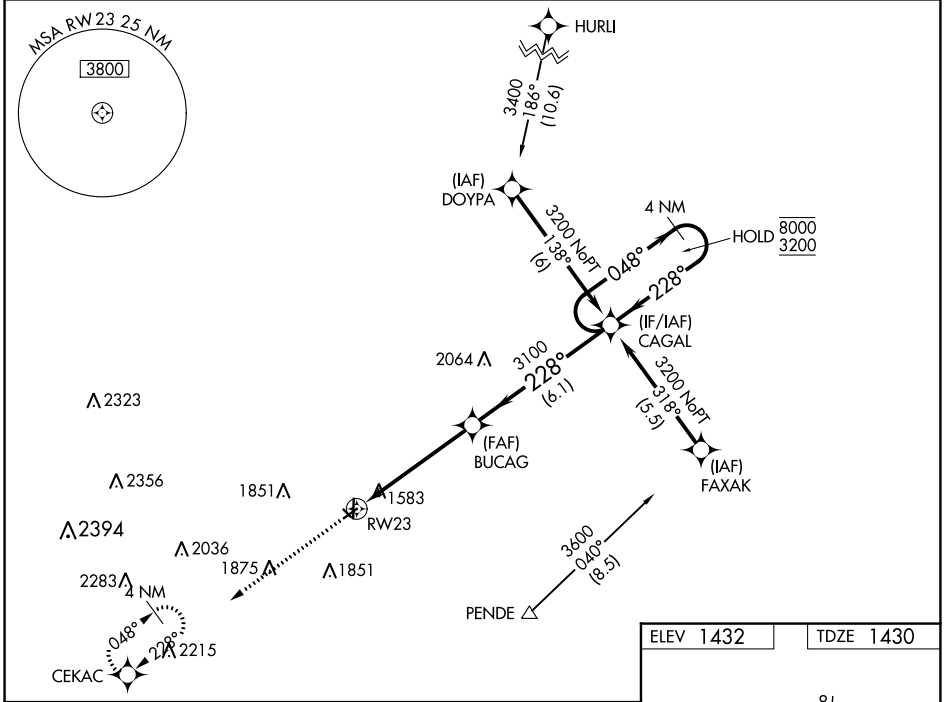 MSA RW23 25 NM
3800
HURLI
3400
186°
(10.6)
(IAF)
DOYPA
3200 NoPT
138°
(6)
4 NM
HOLD
8000
3200
048°
228°
(IF/IAF)
CAGAL
2064
3100
228°
(6.1)
3200 NoPT
318°
(5.5)
2323
(FAF)
BUCAG
(IAF)
FAXAK
2356
1851
1583
RW23
2394
2036
1875
1851
3600
040°
(8.5)
2283
4 NM
PENDE
048°
228°
2215
CEKAC
ELEV 1432
TDZE 1430